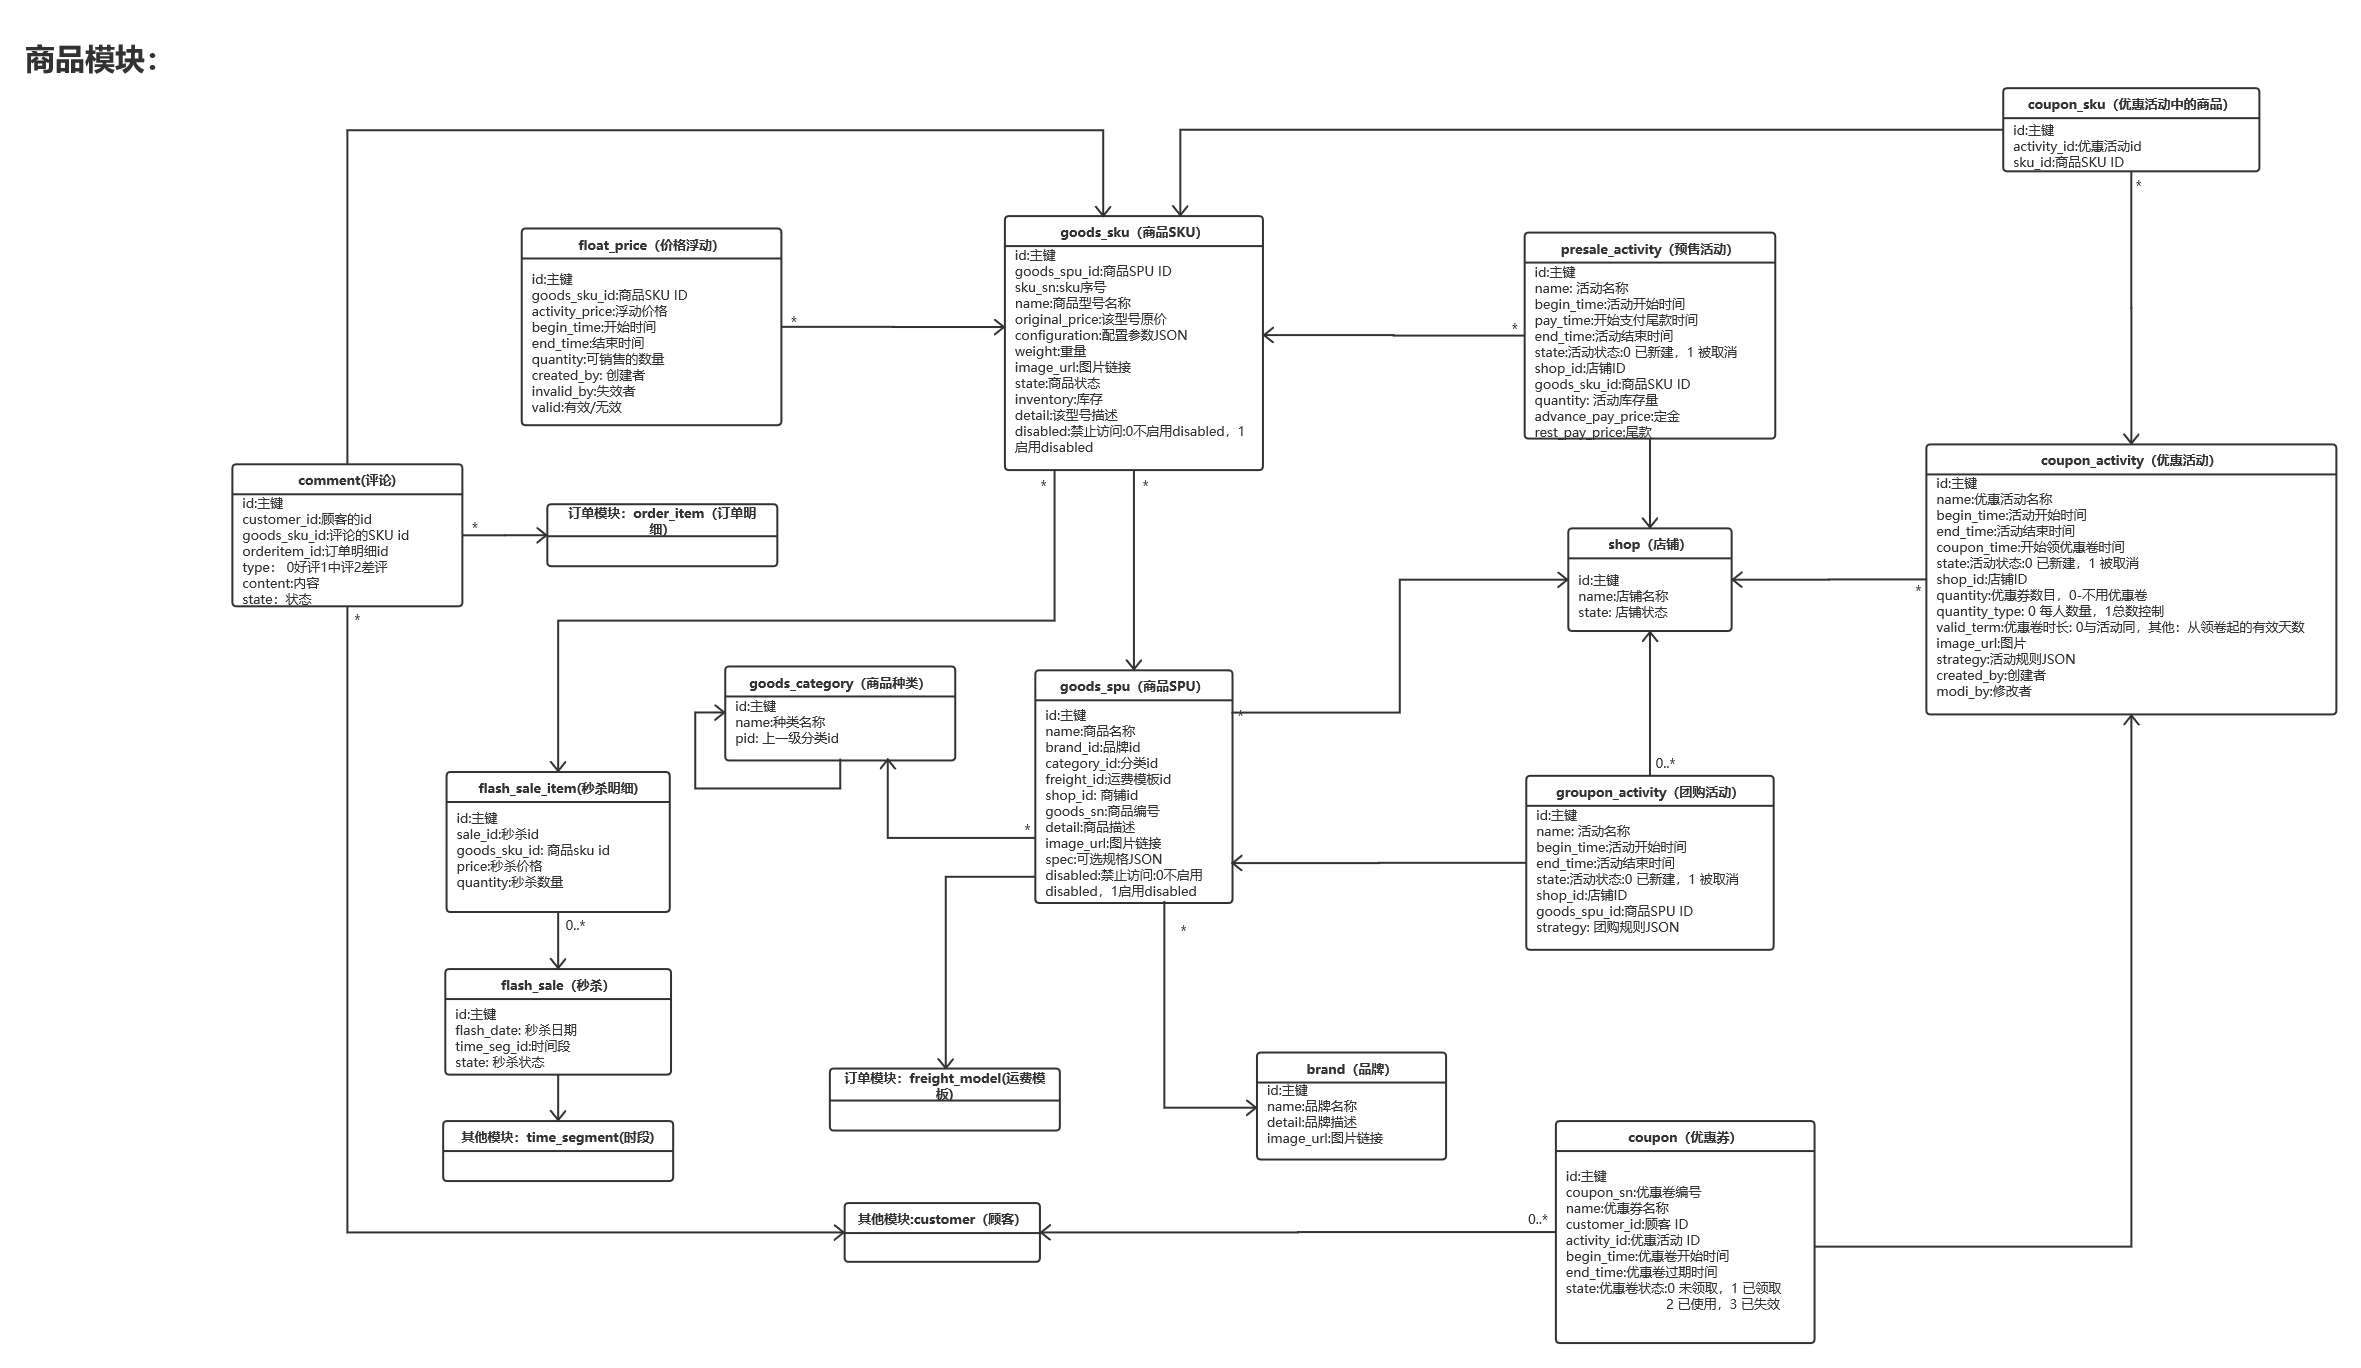 商品模块：
coupon_sku（优惠活动中的商品）
id:主键
activity_id:优惠活动id
sku_id:商品SKU ID
*
float_price（价格浮动）
id:主键
goods_sku_id:商品SKU ID
activity_price:浮动价格
begin_time:开始时间
end_time:结束时间
quantity:可销售的数量
created_by: 创建者
invalid_by:失效者
valid:有效/无效
*
goods_sku（商品SKU）
id:主键
goods_spu_id:商品SPU ID
sku_sn:sku序号
name:商品型号名称
original_price:该型号原价
configuration:配置参数JSON
weight:重量
image_url:图片链接
state:商品状态
inventory:库存
detail:该型号描述
disabled:禁止访问:0不启用disabled，1
启用disabled
*
*
presale_activity（预售活动）
id:主键
name: 活动名称
begin_time:活动开始时间
pay_time:开始支付尾款时间
end_time:活动结束时间
state:活动状态:0 已新建，1 被取消
shop_id:店铺ID
goods_sku_id:商品SKU ID
quantity: 活动库存量
advance_pay_price:定金
rest_pay_price:尾款
*
comment(评论)
id:主键
customer_id:顾客的id
goods_sku_id:评论的SKU id
orderitem_id:订单明细id
type： 0好评1中评2差评
content:内容
state：状态
*
*
订单模块：order_item（订单明
细）
shop（店铺）
id:主键
name:店铺名称
state: 店铺状态
coupon_activity（优惠活动）
id:主键
name:优惠活动名称
begin_time:活动开始时间
end_time:活动结束时间
coupon_time:开始领优惠卷时间
state:活动状态:0 已新建，1 被取消
shop_id:店铺ID
quantity:优惠券数目，0-不用优惠卷
quantity_type: 0 每人数量，1总数控制
valid_term:优惠卷时长: 0与活动同，其他：从领卷起的有效天数
image_url:图片
strategy:活动规则JSON
created_by:创建者
modi_by:修改者
*
goods_category（商品种类）
id:主键
name:种类名称
pid: 上一级分类id
goods_spu（商品SPU）
id:主键
name:商品名称
brand_id:品牌id
category_id:分类id
freight_id:运费模板id
shop_id: 商铺id
goods_sn:商品编号
detail:商品描述
image_url:图片链接
spec:可选规格JSON
disabled:禁止访问:0不启用
disabled，1启用disabled
*
*
*
flash_sale_item(秒杀明细)
id:主键
sale_id:秒杀id
goods_sku_id: 商品sku id
price:秒杀价格
quantity:秒杀数量
0..*
groupon_activity（团购活动）
id:主键
name: 活动名称
begin_time:活动开始时间
end_time:活动结束时间
state:活动状态:0 已新建，1 被取消
shop_id:店铺ID
goods_spu_id:商品SPU ID
strategy: 团购规则JSON
0..*
flash_sale（秒杀）
id:主键
flash_date: 秒杀日期
time_seg_id:时间段
state: 秒杀状态
其他模块：time_segment(时段)
订单模块：freight_model(运费模
板)
brand（品牌）
id:主键
name:品牌名称
detail:品牌描述
image_url:图片链接
其他模块:customer（顾客）
coupon（优惠券）
id:主键
coupon_sn:优惠卷编号
name:优惠券名称
customer_id:顾客 ID
activity_id:优惠活动 ID
begin_time:优惠卷开始时间
end_time:优惠卷过期时间
state:优惠卷状态:0 未领取，1 已领取
2 已使用，3 已失效
0..*